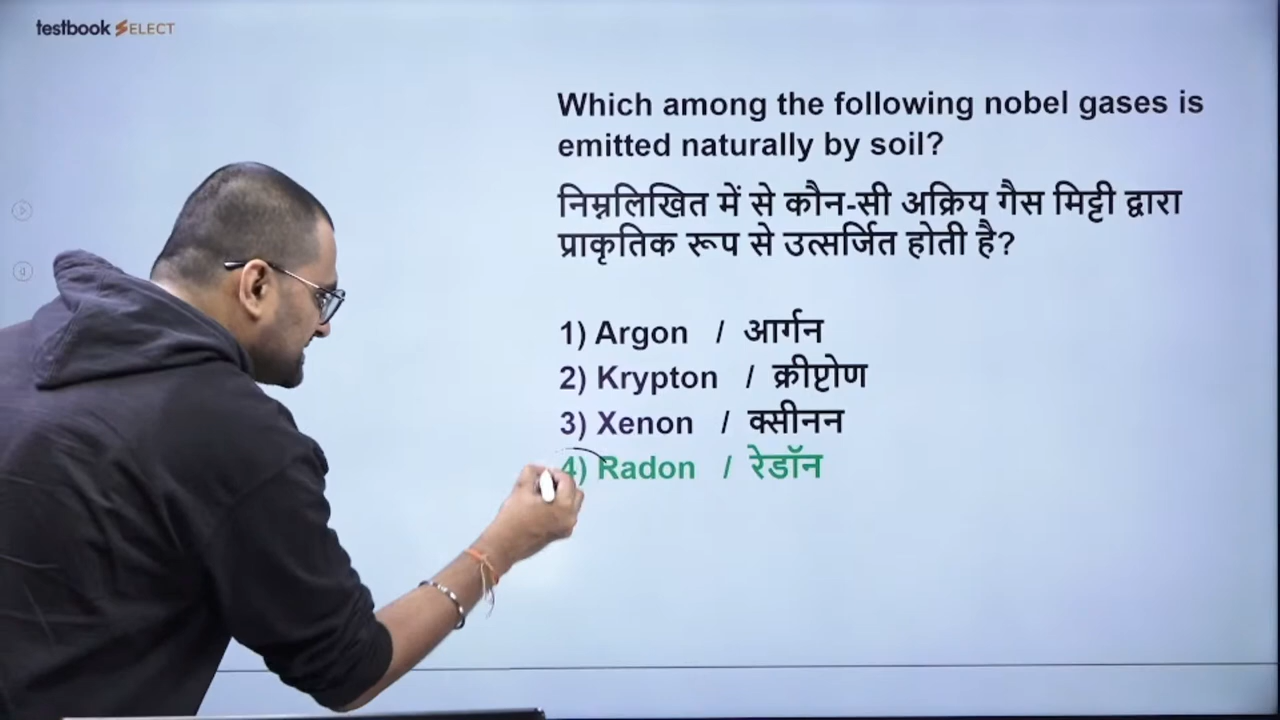 testbook SELECT
Which among the following nobel gases is
emitted naturally by soil?
निम्नलिखित में से कौन-सी अक्रिय गैस मिट्टी द्वारा
प्राकृतिक रूप से उत्सर्जित होती है?
1) Argon / आर्गन
2) Krypton / क्रीप्टोण
3) Xenon / क्सीनन
4) Radon / रेडॉन